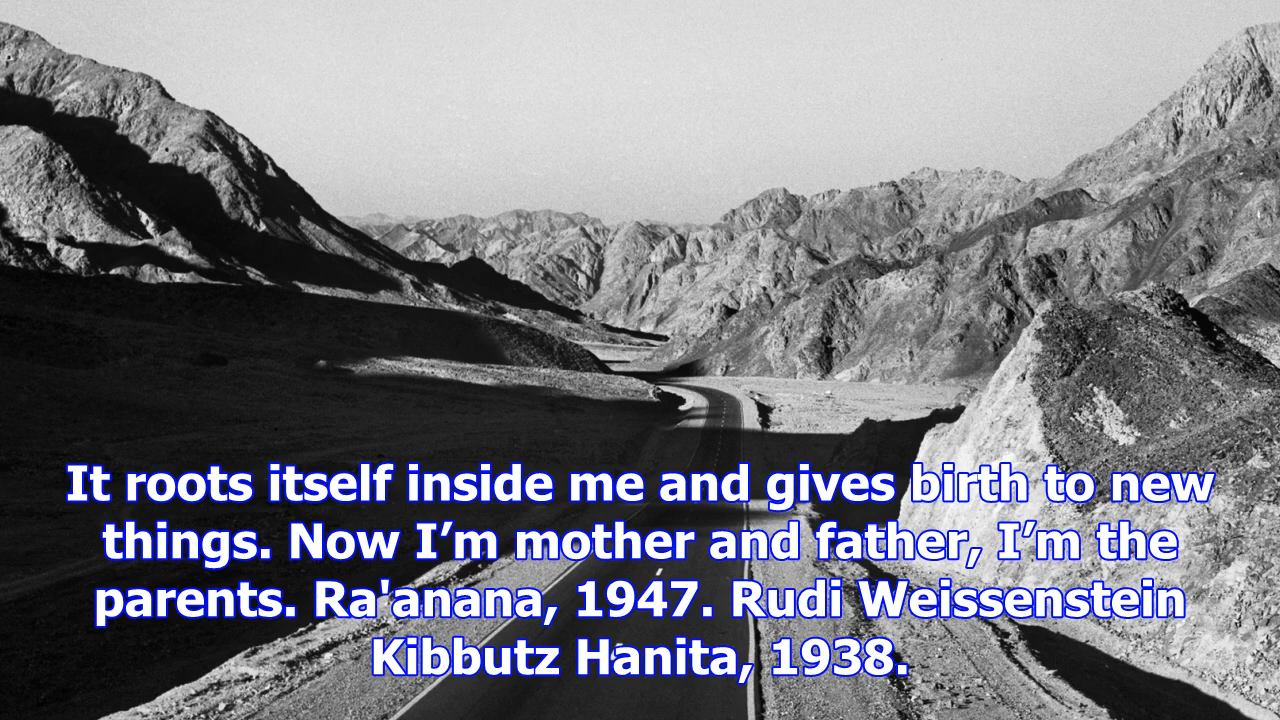 It roots itself inside me and gives birth to new
things. Now I’m mother and father, I’m the
parents. Ra'anana, 1947. Rudi Weissenstein
Kibbutz Hanita, 1938.